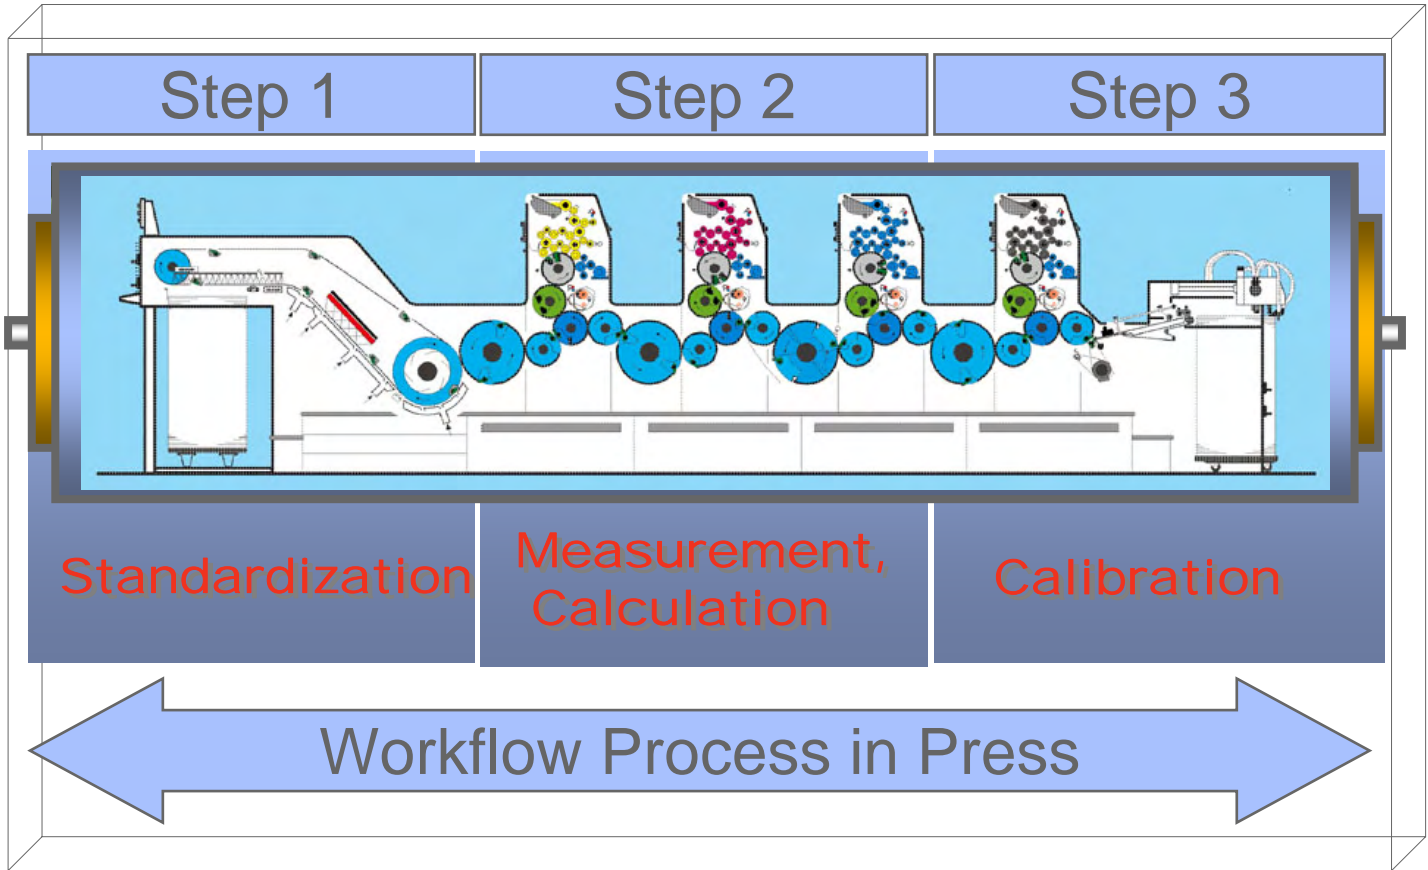 Step 1
Step 2
Step 3
Standardization
Measurement,
Calculation
Calibration
Workflow Process in Press